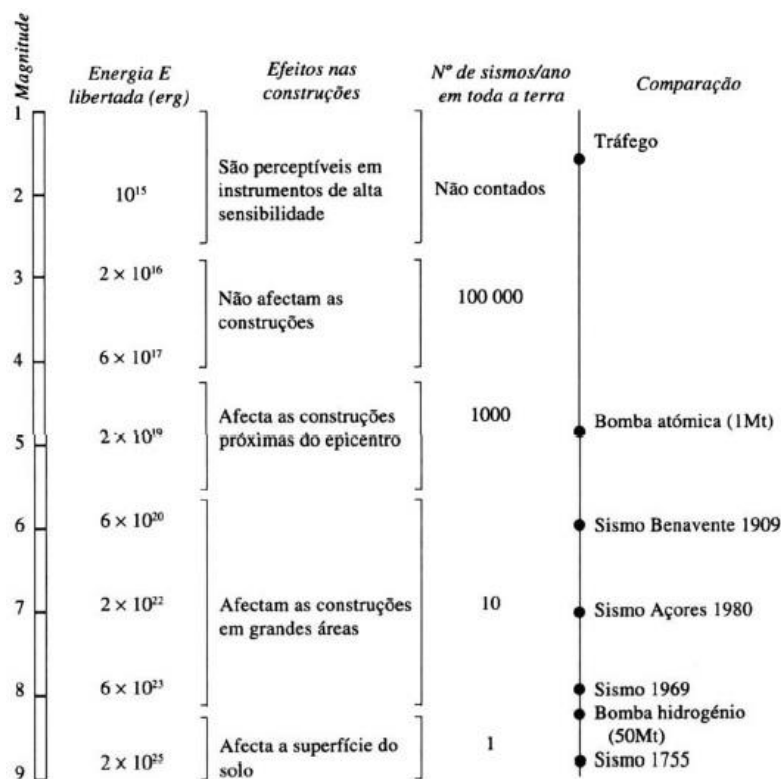 Magnitude
Energia E
libertada (erg)
Efeitos nas
construções
Nº de sismos/ano
em toda a terra
Comparação
1
Tráfego
São perceptíveis em
instrumentos de alta
sensibilidade
2
10¹⁵
Não contados
3
2 × 10¹⁶
Não afectam as
construções
100 000
4
6 × 10¹⁷
Afecta as construções
próximas do epicentro
1000
Bomba atómica (1Mt)
5
2 × 10¹⁹
6
6 × 10²⁰
Sismo Benavente 1909
7
2 × 10²²
Afectam as construções
em grandes áreas
10
Sismo Açores 1980
8
6 × 10²³
Sismo 1969
Bomba hidrogénio
(50Mt)
Afecta a superfície do
solo
1
Sismo 1755
9
2 × 10²⁵